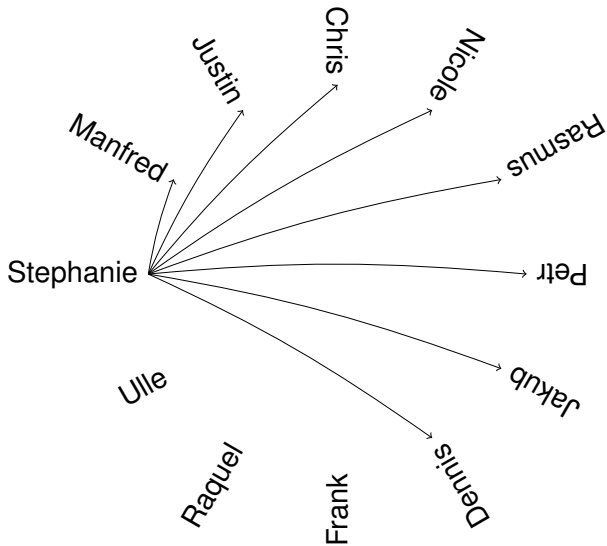 Chris
Justin
Nicole
Manfred
Rasmus
Stephanie
Petr
Ulle
Jakub
Raquel
Frank
Dennis